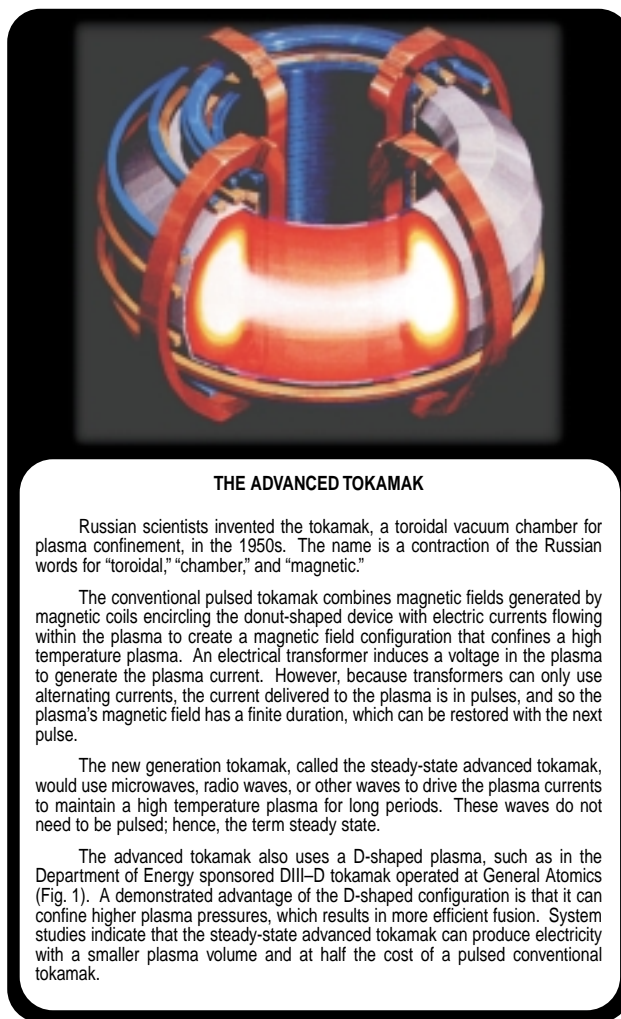 THE ADVANCED TOKAMAK
Russian scientists invented the tokamak, a toroidal vacuum chamber for
plasma confinement, in the 1950s. The name is a contraction of the Russian
words for “toroidal,” “chamber,” and “magnetic.”
The conventional pulsed tokamak combines magnetic fields generated by
magnetic coils encircling the donut-shaped device with electric currents flowing
within the plasma to create a magnetic field configuration that confines a high
temperature plasma. An electrical transformer induces a voltage in the plasma
to generate the plasma current. However, because transformers can only use
alternating currents, the current delivered to the plasma is in pulses, and so the
plasma’s magnetic field has a finite duration, which can be restored with the next
pulse.
The new generation tokamak, called the steady-state advanced tokamak,
would use microwaves, radio waves, or other waves to drive the plasma currents
to maintain a high temperature plasma for long periods. These waves do not
need to be pulsed; hence, the term steady state.
The advanced tokamak also uses a D-shaped plasma, such as in the
Department of Energy sponsored DIII–D tokamak operated at General Atomics
(Fig. 1). A demonstrated advantage of the D-shaped configuration is that it can
confine higher plasma pressures, which results in more efficient fusion. System
studies indicate that the steady-state advanced tokamak can produce electricity
with a smaller plasma volume and at half the cost of a pulsed conventional
tokamak.